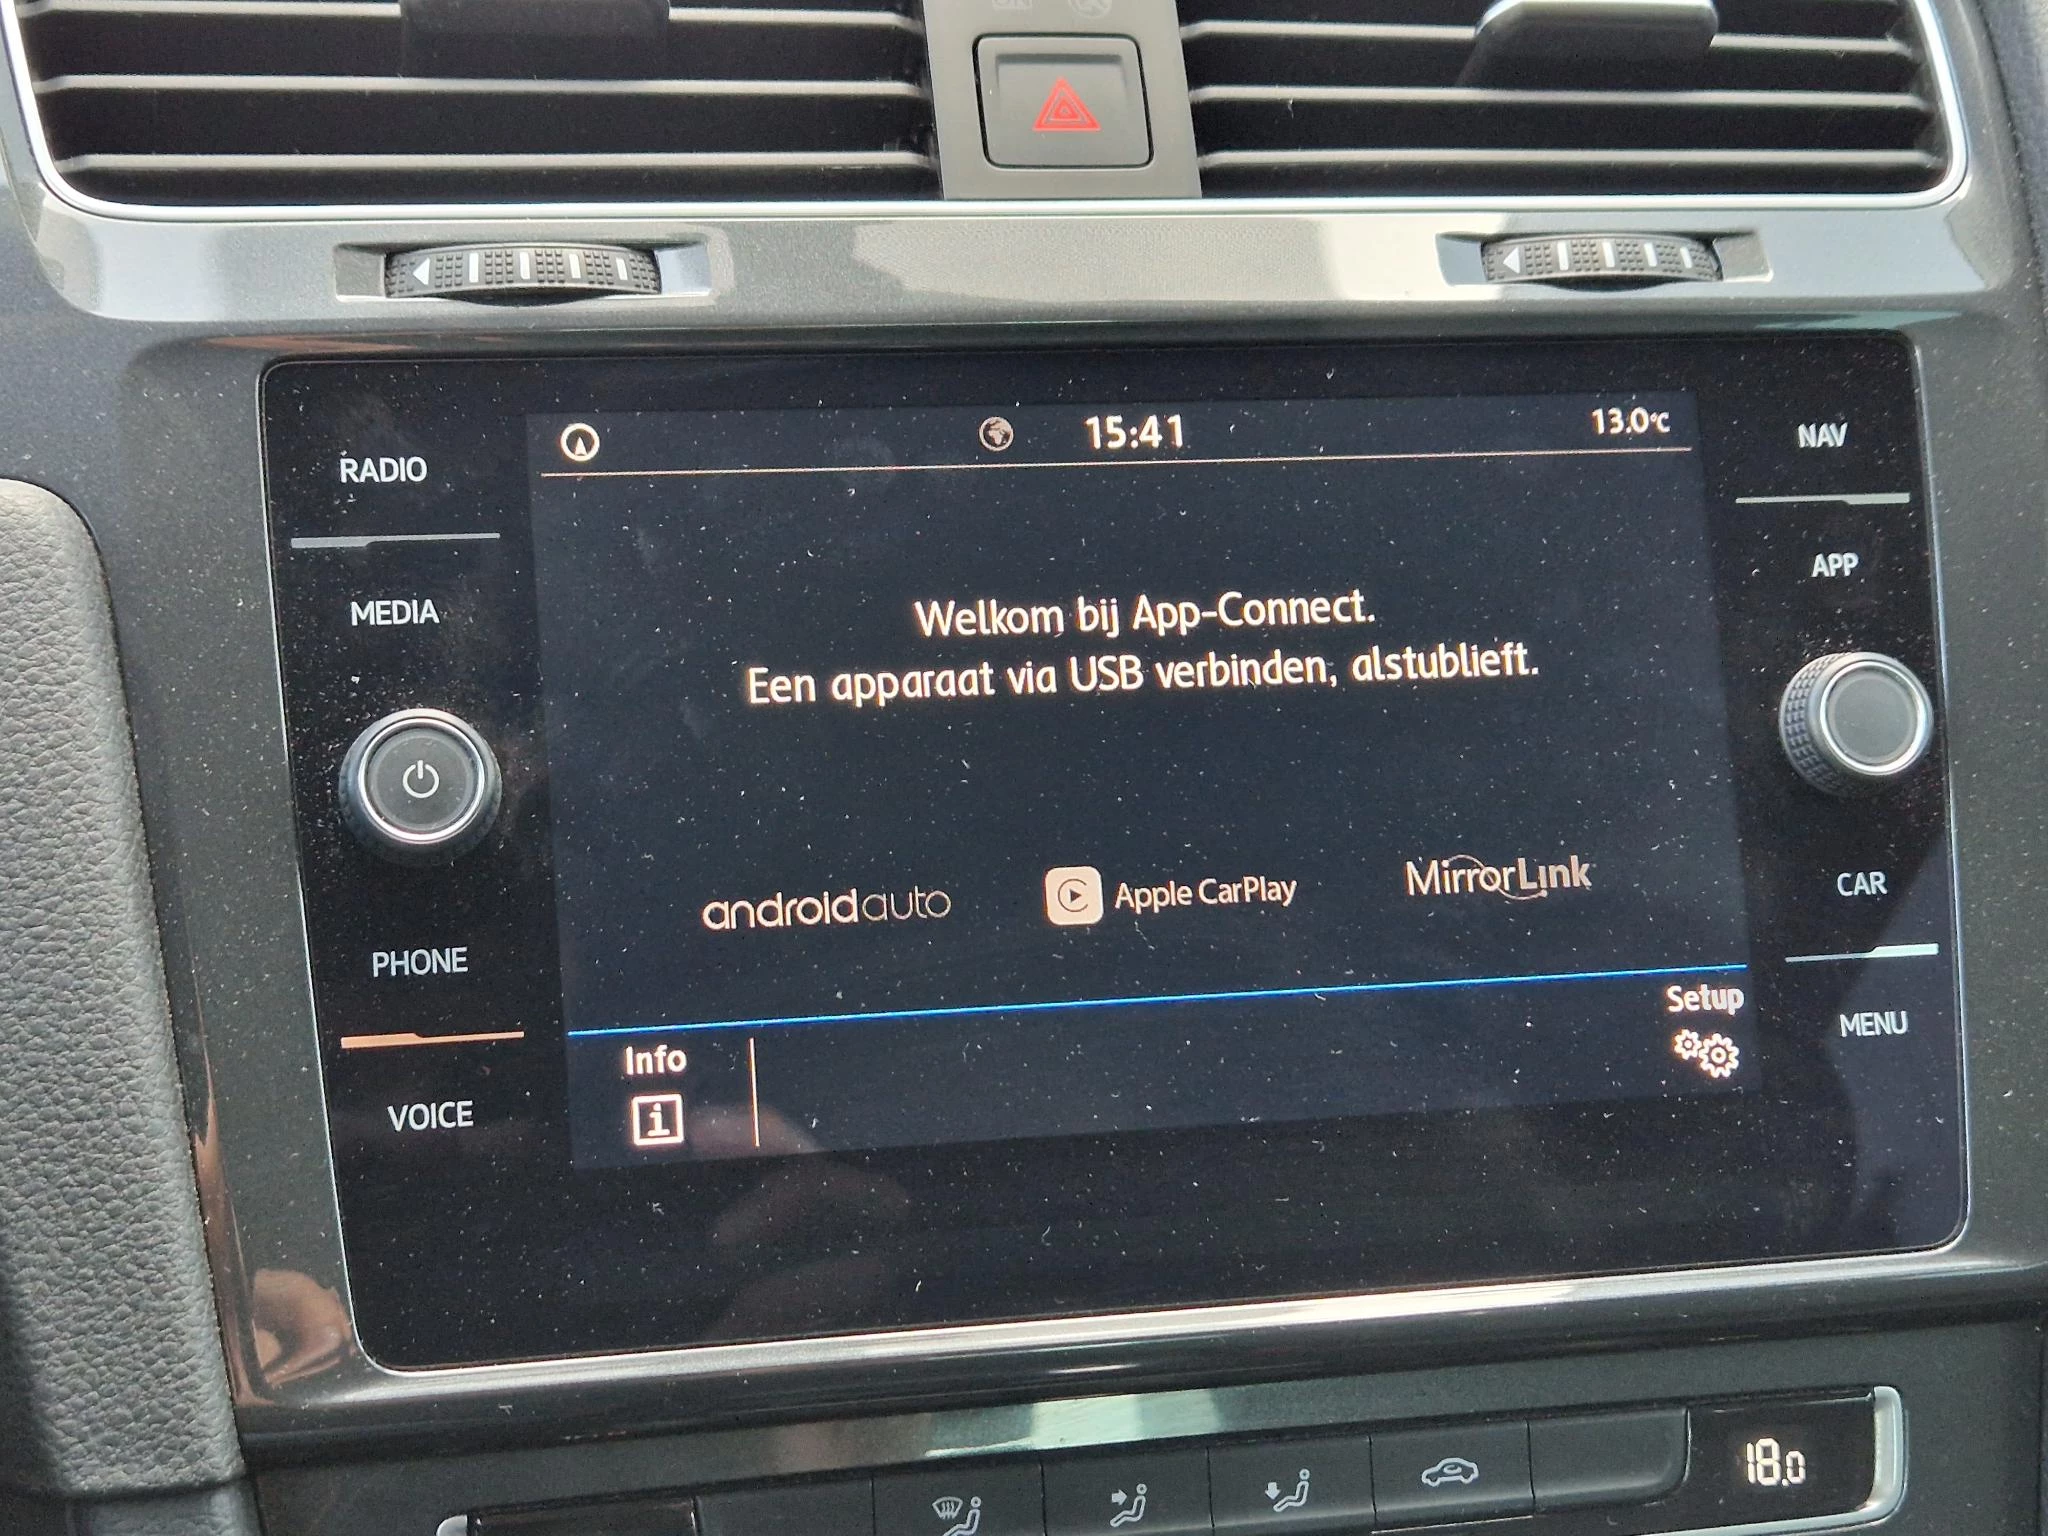 15:41
13.0°C
RADIO
NAV
MEDIA
APP
Welkom bij App-Connect.
Een apparaat via USB verbinden, alstublieft.
androidauto
Apple CarPlay
MirrorLink
CAR
PHONE
Setup
MENU
Info
i
VOICE
18.0